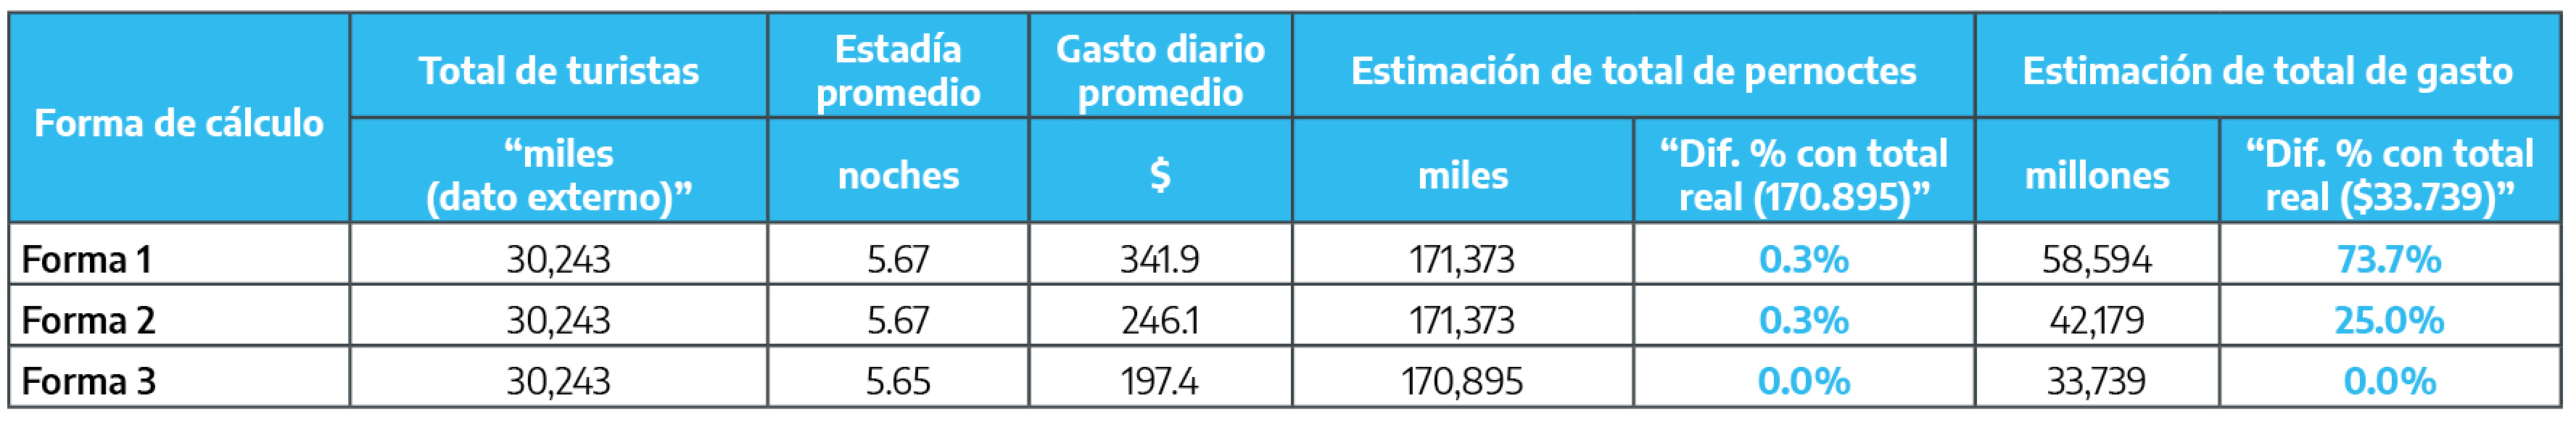 Forma de cálculo
Total de turistas
Estadía
promedio
Gasto diario
promedio
Estimación de total de pernoctes
Estimación de total de gasto
“miles
(dato externo)”
noches
$
miles
“Dif. % con total
real (170.895)”
millones
“Dif. % con total
real ($33.739)”
Forma 1 30,243 5.67 341.9 171,373 0.3% 58,594 73.7%
Forma 2 30,243 5.67 246.1 171,373 0.3% 42,179 25.0%
Forma 3 30,243 5.65 197.4 170,895 0.0% 33,739 0.0%